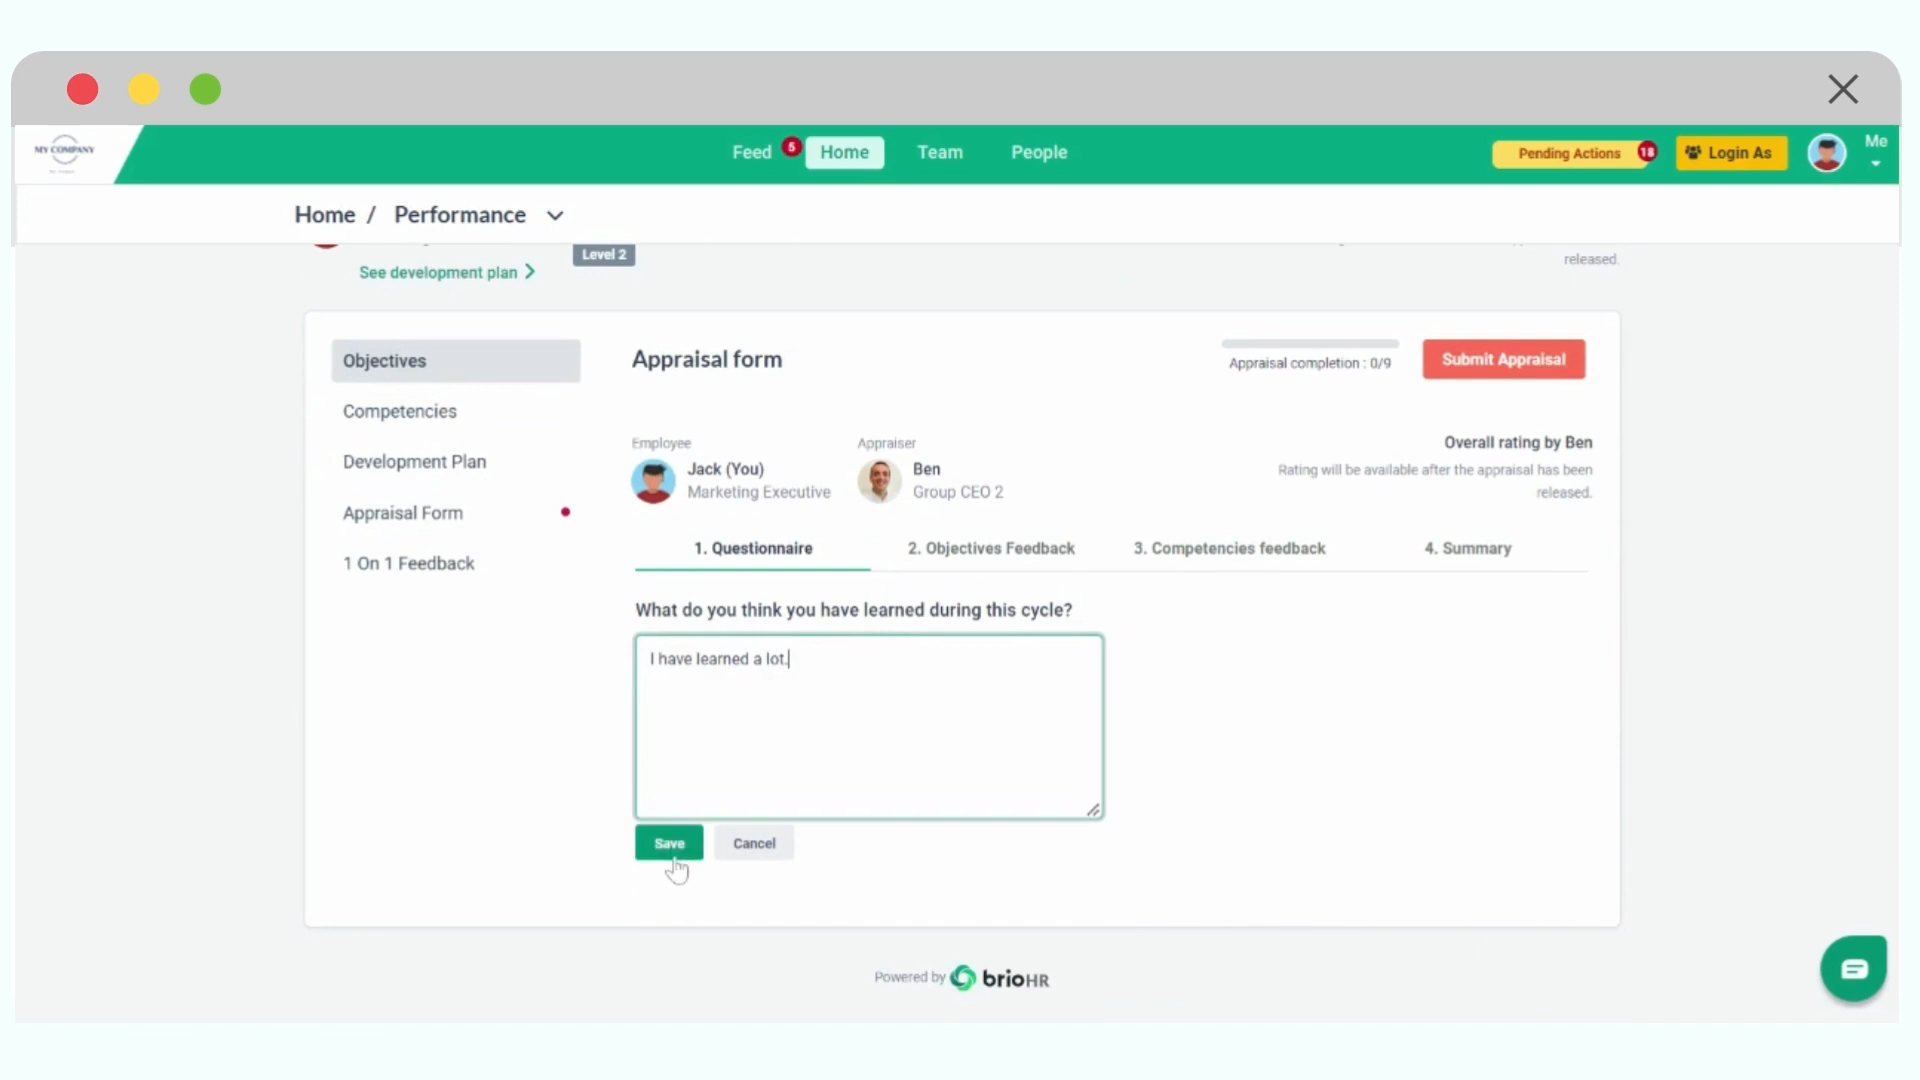 MY COMPANY
Feed 5 Home Team People
Pending Actions 18 Login As Me
Home / Performance
See development plan
Level 2
released.
Objectives
Competencies
Development Plan
Appraisal Form
1 On 1 Feedback
Appraisal form
Appraisal completion : 0/9
Submit Appraisal
Employee
Jack (You)
Marketing Executive
Appraiser
Ben
Group CEO 2
Overall rating by Ben
Rating will be available after the appraisal has been
released.
1. Questionnaire 2. Objectives Feedback 3. Competencies feedback 4. Summary
What do you think you have learned during this cycle?
I have learned a lot.
Save Cancel
Powered by brioHR